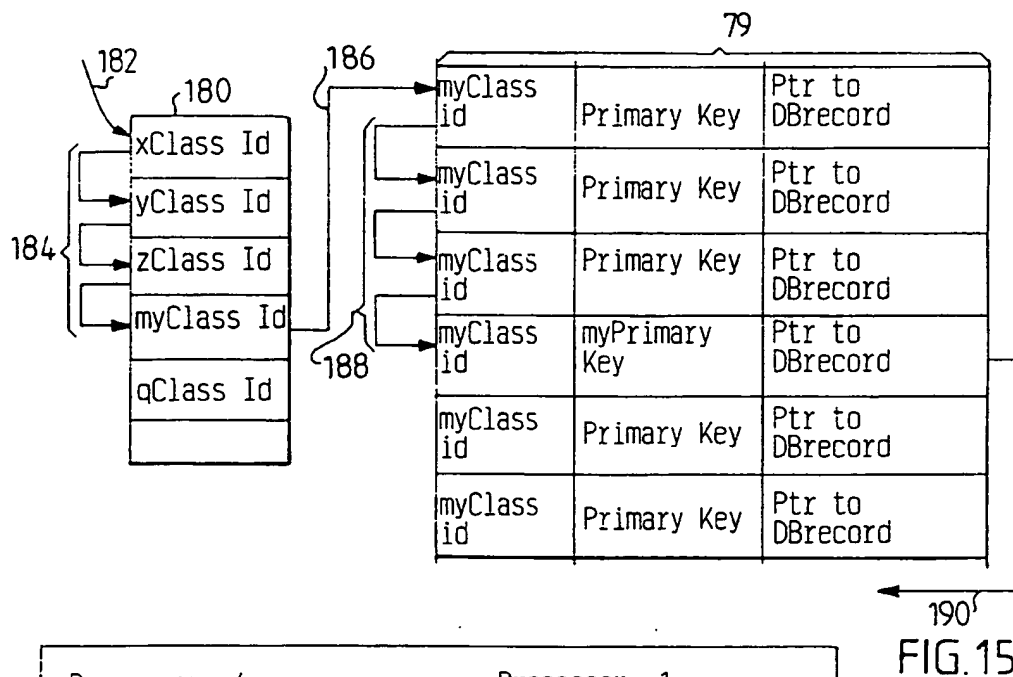 79
182
186
180
xClass Id
yClass Id
184
zClass Id
myClass Id
qClass Id
188
myClass
id
Primary Key
Ptr to
DBrecord
myClass
id
Primary Key
Ptr to
DBrecord
myClass
id
Primary Key
Ptr to
DBrecord
myClass
id
myPrimary
Key
Ptr to
DBrecord
myClass
id
Primary Key
Ptr to
DBrecord
myClass
id
Primary Key
Ptr to
DBrecord
190
FIG.15